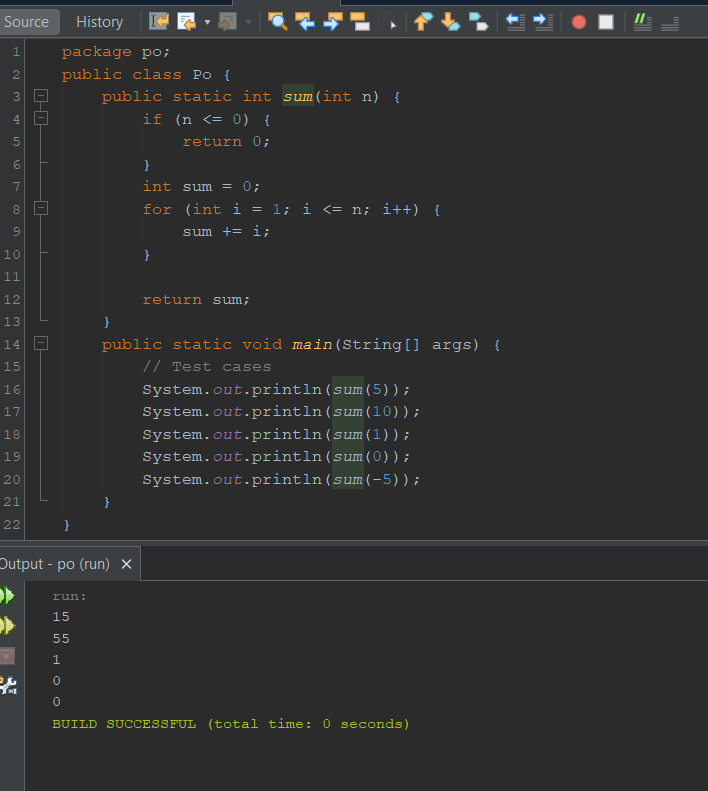 Source History
1 package po;
2 public class Po {
3 public static int sum(int n) {
4 if (n <= 0) {
5 return 0;
6 }
7 int sum = 0;
8 for (int i = 1; i <= n; i++) {
9 sum += i;
10 }
11
12 return sum;
13 }
14 public static void main(String[] args) {
15 // Test cases
16 System.out.println(sum(5));
17 System.out.println(sum(10));
18 System.out.println(sum(1));
19 System.out.println(sum(0));
20 System.out.println(sum(-5));
21 }
22 }
Output - po (run) ×
run:
15
55
1
0
0
BUILD SUCCESSFUL (total time: 0 seconds)